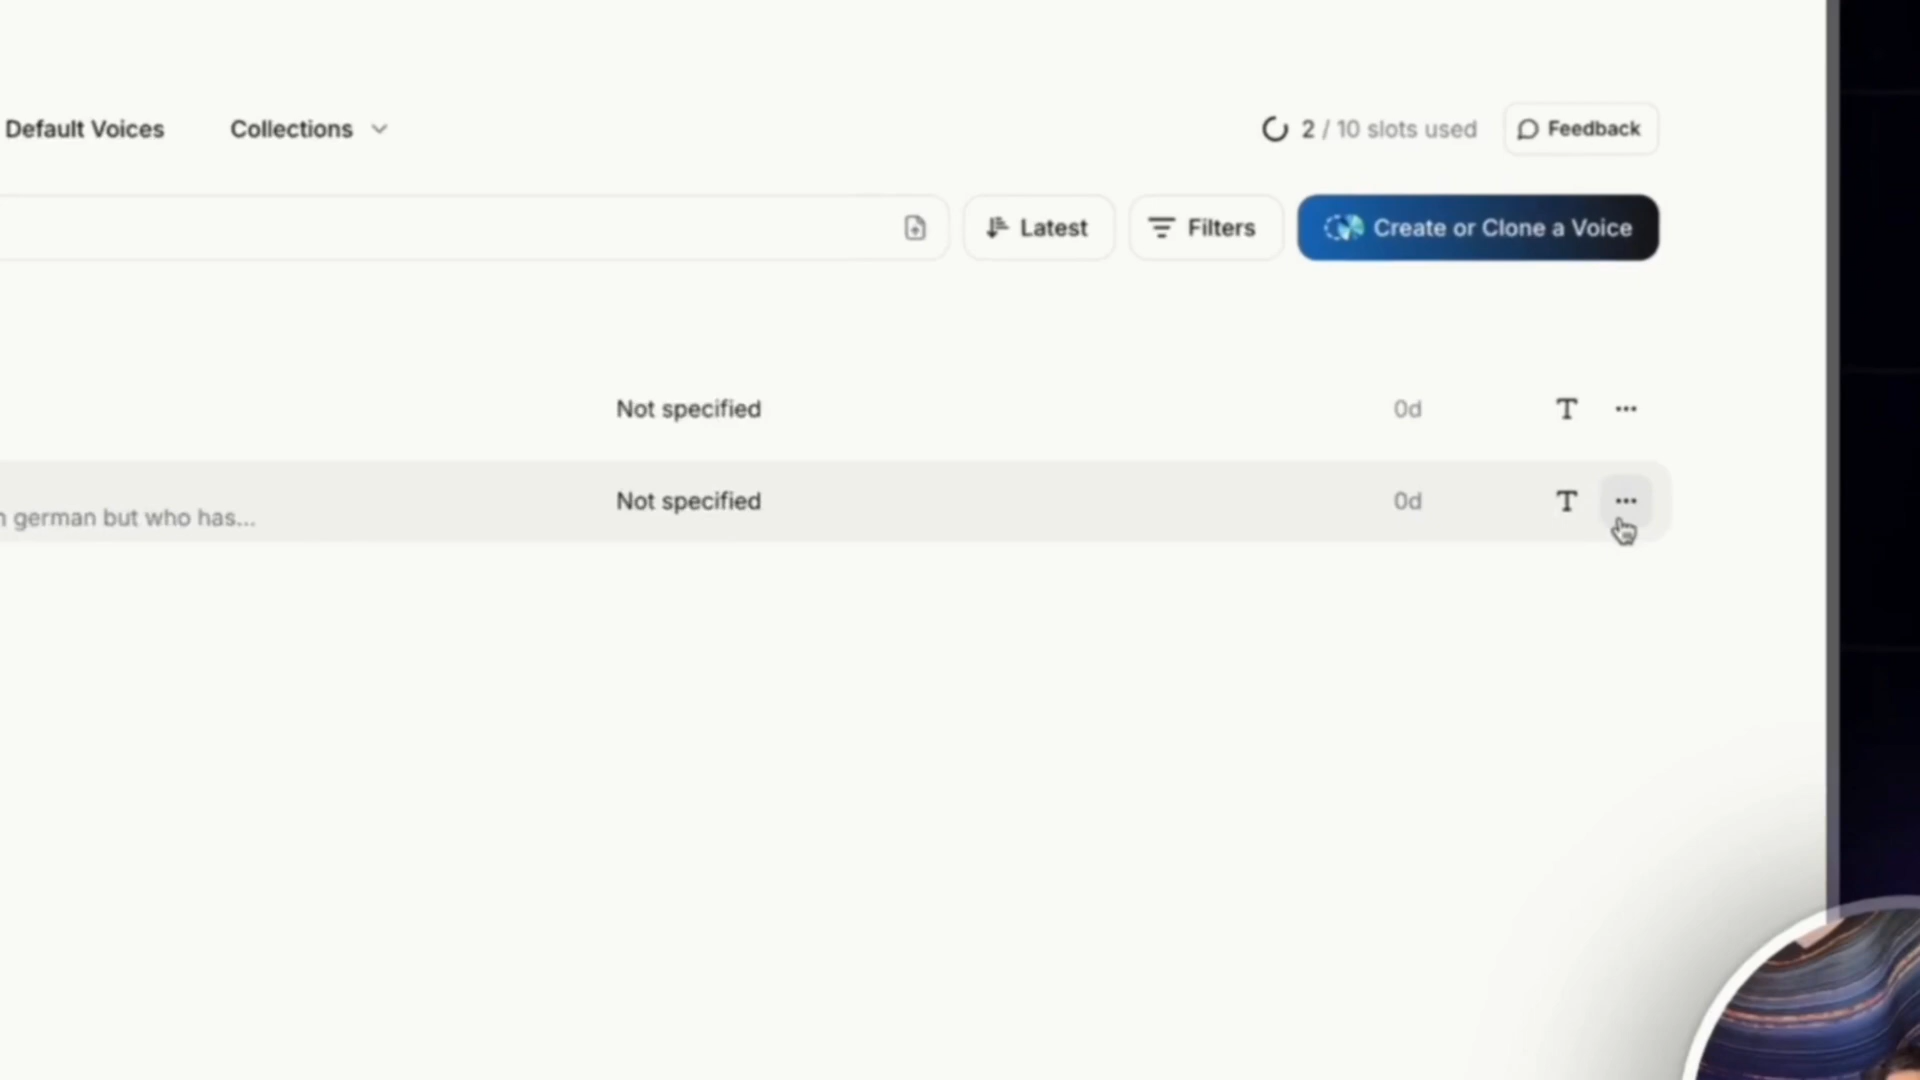 Default Voices Collections 2 / 10 slots used Feedback
Latest Filters Create or Clone a Voice
Not specified 0d T
german but who has... Not specified 0d T